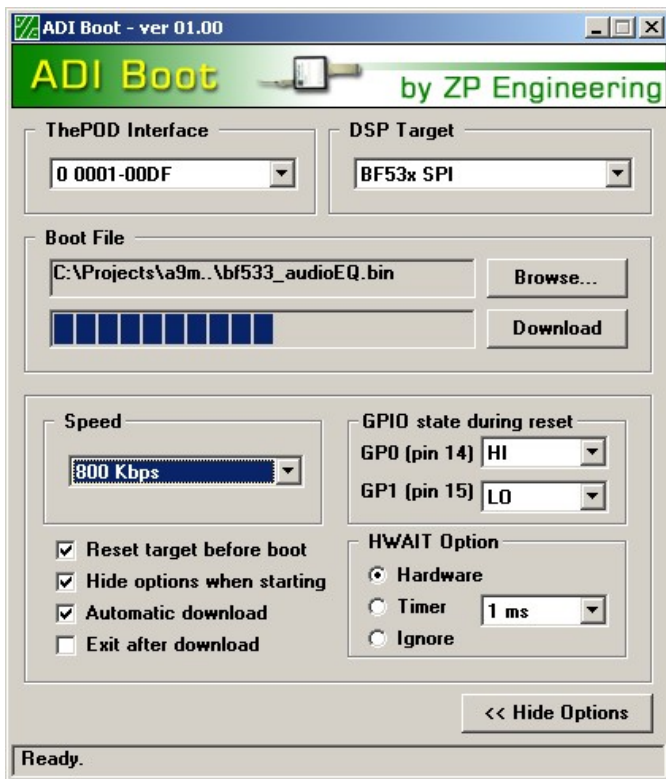 ADI Boot - ver 01.00
ADI Boot
by ZP Engineering
ThePOD Interface
0 0001-00DF
DSP Target
BF53x SPI
Boot File
C:\Projects\a9m..\bf533_audioEQ.bin
Browse...
Download
Speed
800 Kbps
GPIO state during reset
GP0 (pin 14) HI
GP1 (pin 15) LO
Reset target before boot
Hide options when starting
Automatic download
Exit after download
HWAIT Option
Hardware
Timer 1 ms
Ignore
<< Hide Options
Ready.